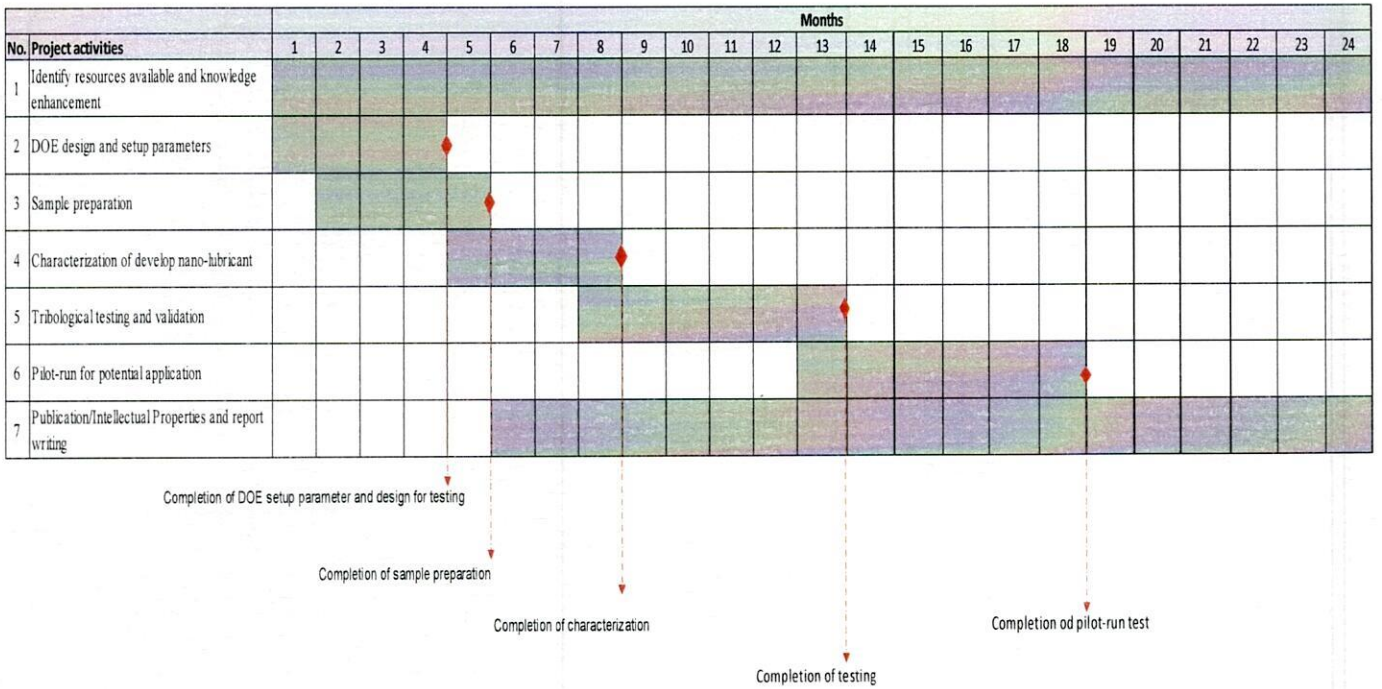 Months
No. Project activities 1 2 3 4 5 6 7 8 9 10 11 12 13 14 15 16 17 18 19 20 21 22 23 24
1 Identify resources available and knowledge
enhancement
2 DOE design and setup parameters
3 Sample preparation
4 Characterization of develop nano-lubricant
5 Tribological testing and validation
6 Pilot-run for potential application
7 Publication/Intellectual Properties and report
writing
Completion of DOE setup parameter and design for testing
Completion of sample preparation
Completion of characterization
Completion od pilot-run test
Completion of testing